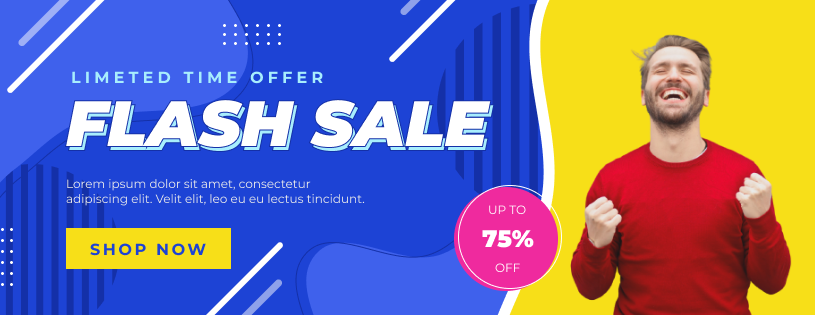 LIMETED TIME OFFER
FLASH SALE
Lorem ipsum dolor sit amet, consectetur
adipiscing elit. Velit elit, leo eu eu lectus tincidunt.
SHOP NOW
UP TO
75%
OFF